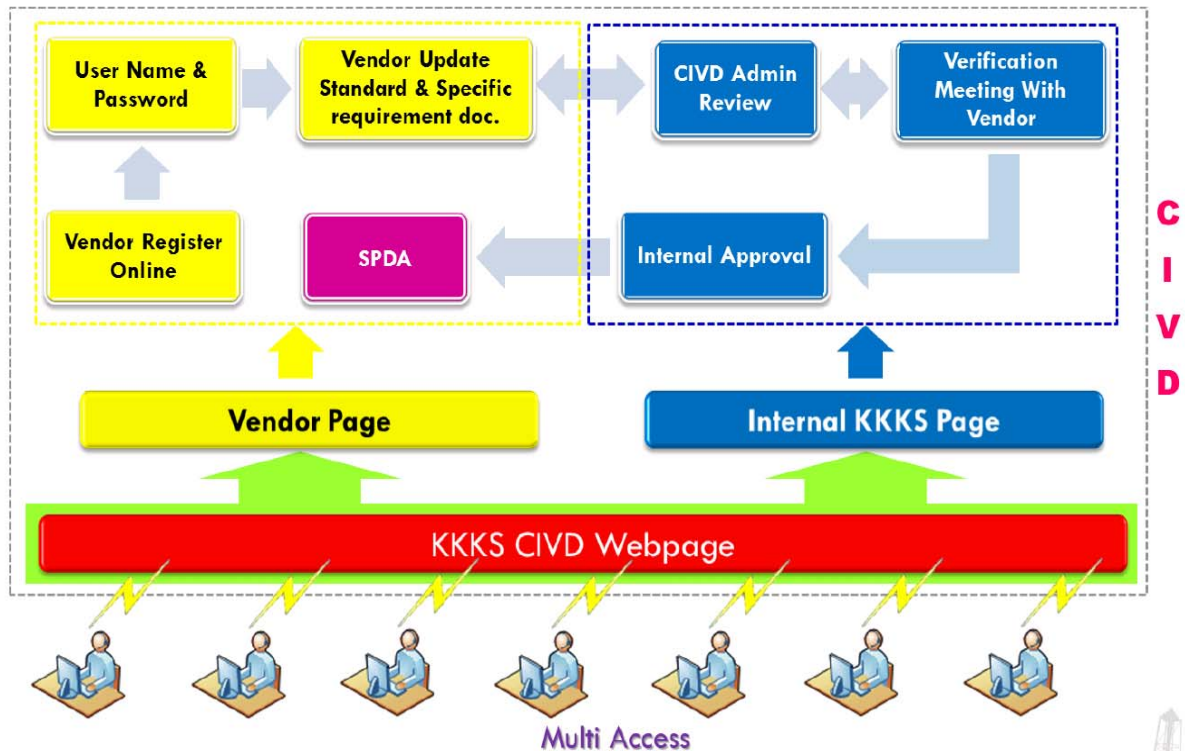 User Name &
Password
Vendor Update
Standard & Specific
requirement doc.
CIVD Admin
Review
Verification
Meeting With
Vendor
Vendor Register
Online
SPDA
Internal Approval
C
I
V
D
Vendor Page
Internal KKKS Page
KKKS CIVD Webpage
Multi Access